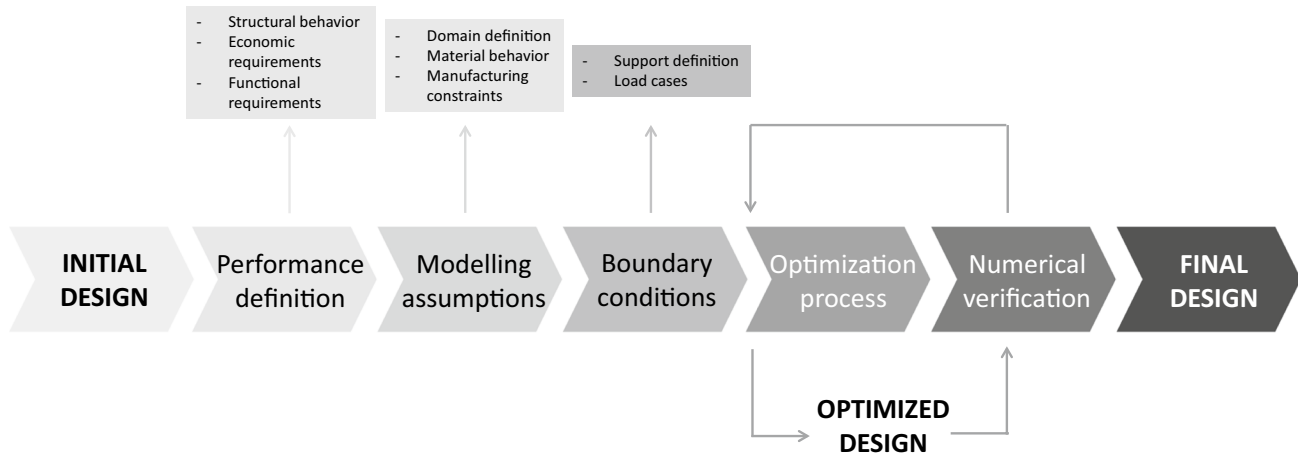 - Structural behavior
- Economic
requirements
- Functional
requirements
- Domain definition
- Material behavior
- Manufacturing
constraints
- Support definition
- Load cases
INITIAL
DESIGN
Performance
definition
Modelling
assumptions
Boundary
conditions
Optimization
process
Numerical
verification
FINAL
DESIGN
OPTIMIZED
DESIGN